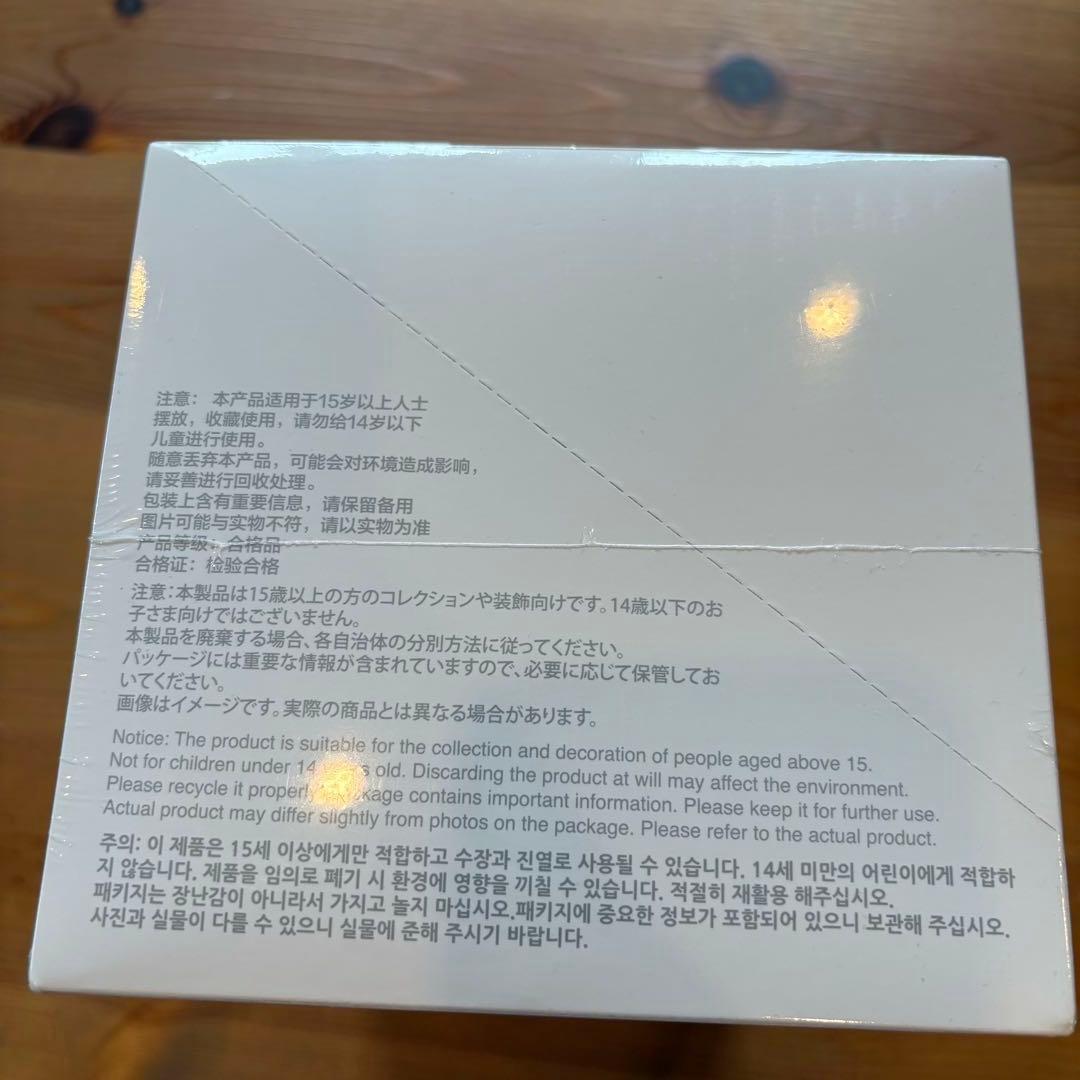 注意： 本产品适用于15岁以上人士
摆放，收藏使用，请勿给14岁以下
儿童进行使用。
随意丢弃本产品，可能会对环境造成影响，
请妥善进行回收处理。
包装上含有重要信息，请保留备用
图片可能与实物不符，请以实物为准
产品等级：合格品
合格证：检验合格
注意：本製品は15歳以上の方のコレクションや装飾向けです。14歳以下のお
子さま向けではございません。
本製品を廃棄する場合、各自治体の分別方法に従ってください。
パッケージには重要な情報が含まれていますので、必要に応じて保管してお
いてください。
画像はイメージです。実際の商品とは異なる場合があります。
Notice: The product is suitable for the collection and decoration of people aged above 15.
Not for children under 14 old. Discarding the product at will may affect the environment.
Please recycle it contains important information. Please keep it for further use.
Actual product may differ slightly from photos on the package. Please refer to the actual product.
주의: 이 제품은 15세 이상에게만 적합하고 수장과 진열로 사용될 수 있습니다. 14세 미만의 어린이에게 적합하
지 않습니다. 제품을 임의로 폐기 시 환경에 영향을 끼칠 수 있습니다. 적절히 재활용 해주십시오.
패키지는 장난감이 아니라서 가지고 놀지 마십시오.패키지에 중요한 정보가 포함되어 있으니 보관해 주십시오.
사진과 실물이 다를 수 있으니 실물에 준해 주시기 바랍니다.